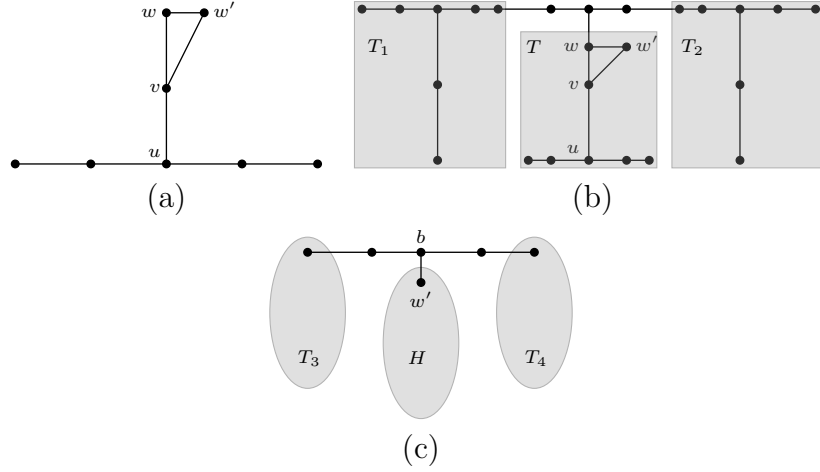 w w′
v
u
(a)
T₁ w w′ T₂
T
v
u
(b)
b
w′
T₃ H T₄
(c)